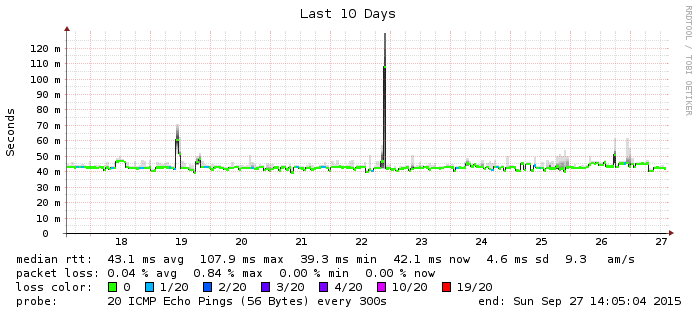 Last 10 Days
RRDTOOL / TOBI OETIKER
Seconds
120 m
110 m
100 m
90 m
80 m
70 m
60 m
50 m
40 m
30 m
20 m
10 m
0
18 19 20 21 22 23 24 25 26 27
median rtt: 43.1 ms avg 107.9 ms max 39.3 ms min 42.1 ms now 4.6 ms sd 9.3 am/s
packet loss: 0.04 % avg 0.84 % max 0.00 % min 0.00 % now
loss color: 0 1/20 2/20 3/20 4/20 10/20 19/20
probe: 20 ICMP Echo Pings (56 Bytes) every 300s end: Sun Sep 27 14:05:04 2015